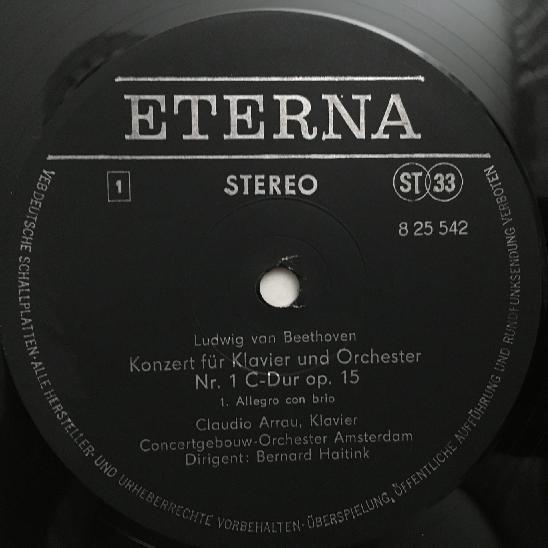 ETERNA
1
STEREO
ST 33
8 25 542
Ludwig van Beethoven
Konzert für Klavier und Orchester
Nr. 1 C-Dur op. 15
1. Allegro con brio
Claudio Arrau, Klavier
Concertgebouw-Orchester Amsterdam
Dirigent: Bernard Haitink
VEB DEUTSCHE SCHALLPLATTEN · ALLE HERSTELLER- UND URHEBERRECHTE VORBEHALTEN · ÜBERSPIELUNG, ÖFFENTLICHE AUFFÜHRUNG UND RUNDFUNKSENDUNG VERBOTEN